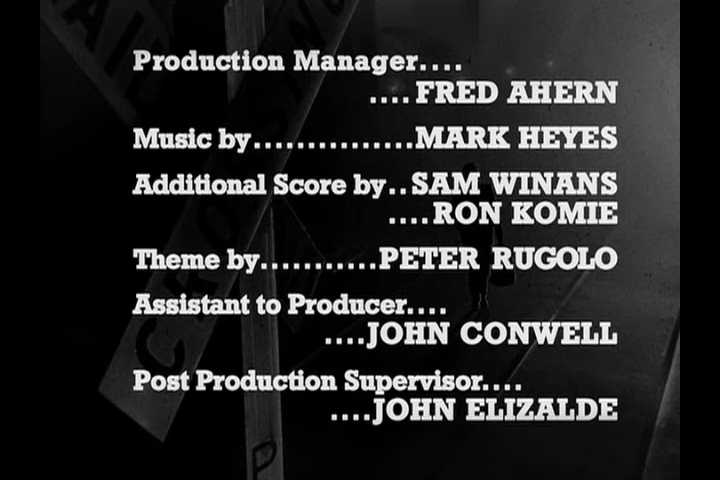 Production Manager....
....FRED AHERN
Music by...............MARK HEYES
Additional Score by..SAM WINANS
....RON KOMIE
Theme by...........PETER RUGOLO
Assistant to Producer....
....JOHN CONWELL
Post Production Supervisor....
....JOHN ELIZALDE